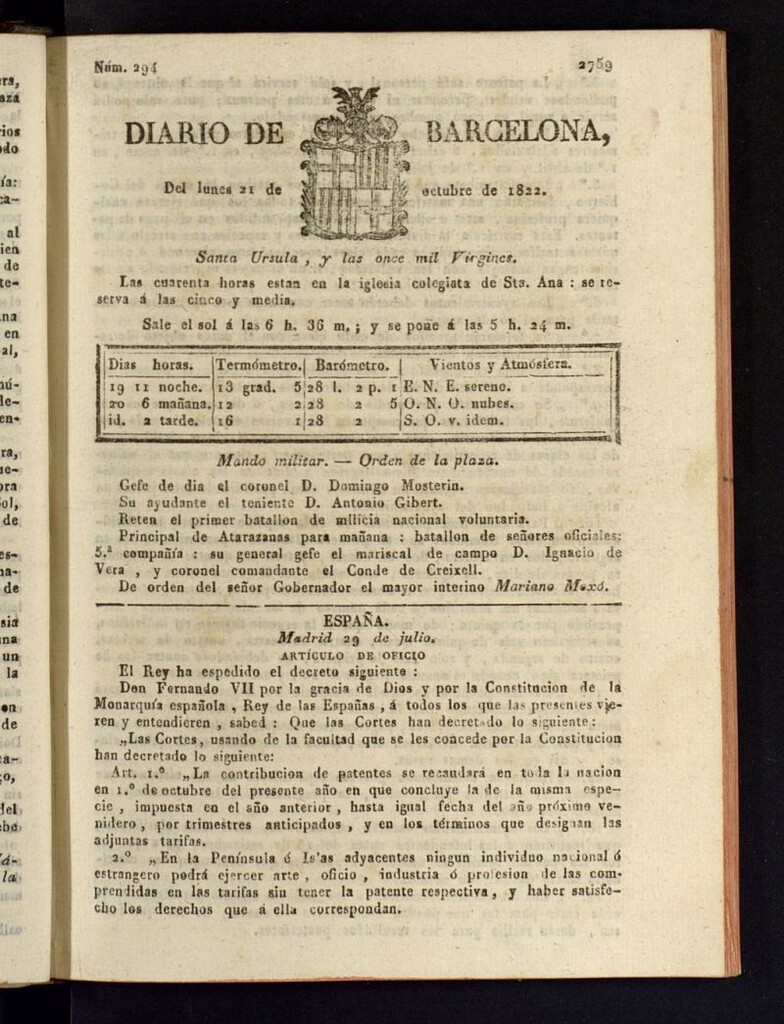 Núm. 294 2759
DIARIO DE BARCELONA,
Del lunes 21 de octubre de 1822.
Santa Ursula, y las once mil Vírgines.
Las cuarenta horas estan en la iglesia colegiata de Sta. Ana : se re-
serva á las cinco y media.
Sale el sol á las 6 h. 36 m. ; y se pone á las 5 h. 24 m.
Dias horas. Termómetro. Barómetro. Vientos y Atmósfera.
19 11 noche. 13 grad. 5 28 l. 2 p. 1 E. N. E. sereno.
20 6 mañana. 12 2 28 2 5 O. N. O. nubes.
id. 2 tarde. 16 1 28 2 S. O. v. idem.
Mando militar. — Orden de la plaza.
Gefe de dia el coronel D. Domingo Mosterin.
Su ayudante el teniente D. Antonio Gibert.
Reten el primer batallon de milicia nacional voluntaria.
Principal de Atarazanas para mañana : batallon de señores oficiales:
5.ª compañía : su general gefe el mariscal de campo D. Ignacio de
Vera , y coronel comandante el Conde de Creixell.
De orden del señor Gobernador el mayor interino Mariano Moxó.
ESPAÑA.
Madrid 29 de julio.
ARTÍCULO DE OFICIO
El Rey ha espedido el decreto siguiente :
Don Fernando VII por la gracia de Dios y por la Constitucion de la
Monarquía española , Rey de las Españas , á todos los que las presentes vie-
ren y entendieren , sabed : Que las Cortes han decretado lo siguiente :
„Las Cortes, usando de la facultad que se les concede por la Constitucion
han decretado lo siguiente:
Art. 1.º „La contribucion de patentes se recaudará en toda la nacion
en 1.º de octubre del presente año en que concluye la de la misma espe-
cie , impuesta en el año anterior , hasta igual fecha del año próximo ve-
nidero , por trimestres anticipados , y en los términos que designan las
adjuntas tarifas.
2.º „En la Península é Islas adyacentes ningun individuo nacional ó
estrangero podrá ejercer arte , oficio , industria ó profesion de las com-
prendidas en las tarifas sin tener la patente respectiva, y haber satisfe-
cho los derechos que á ella correspondan.